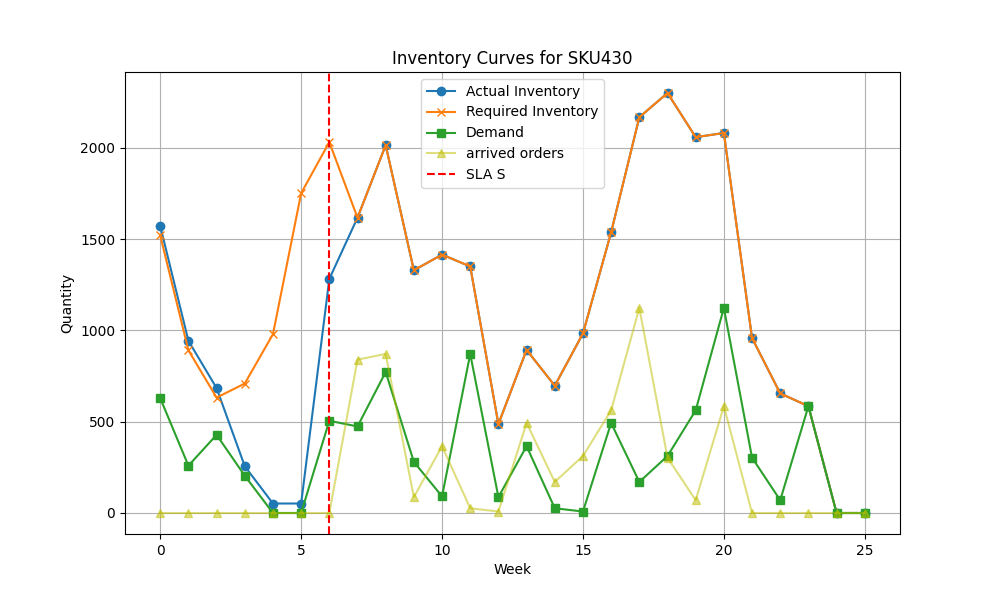 Inventory Curves for SKU430
Actual Inventory
Required Inventory
Demand
arrived orders
SLA S
Quantity
2000
1500
1000
500
0
0 5 10 15 20 25
Week